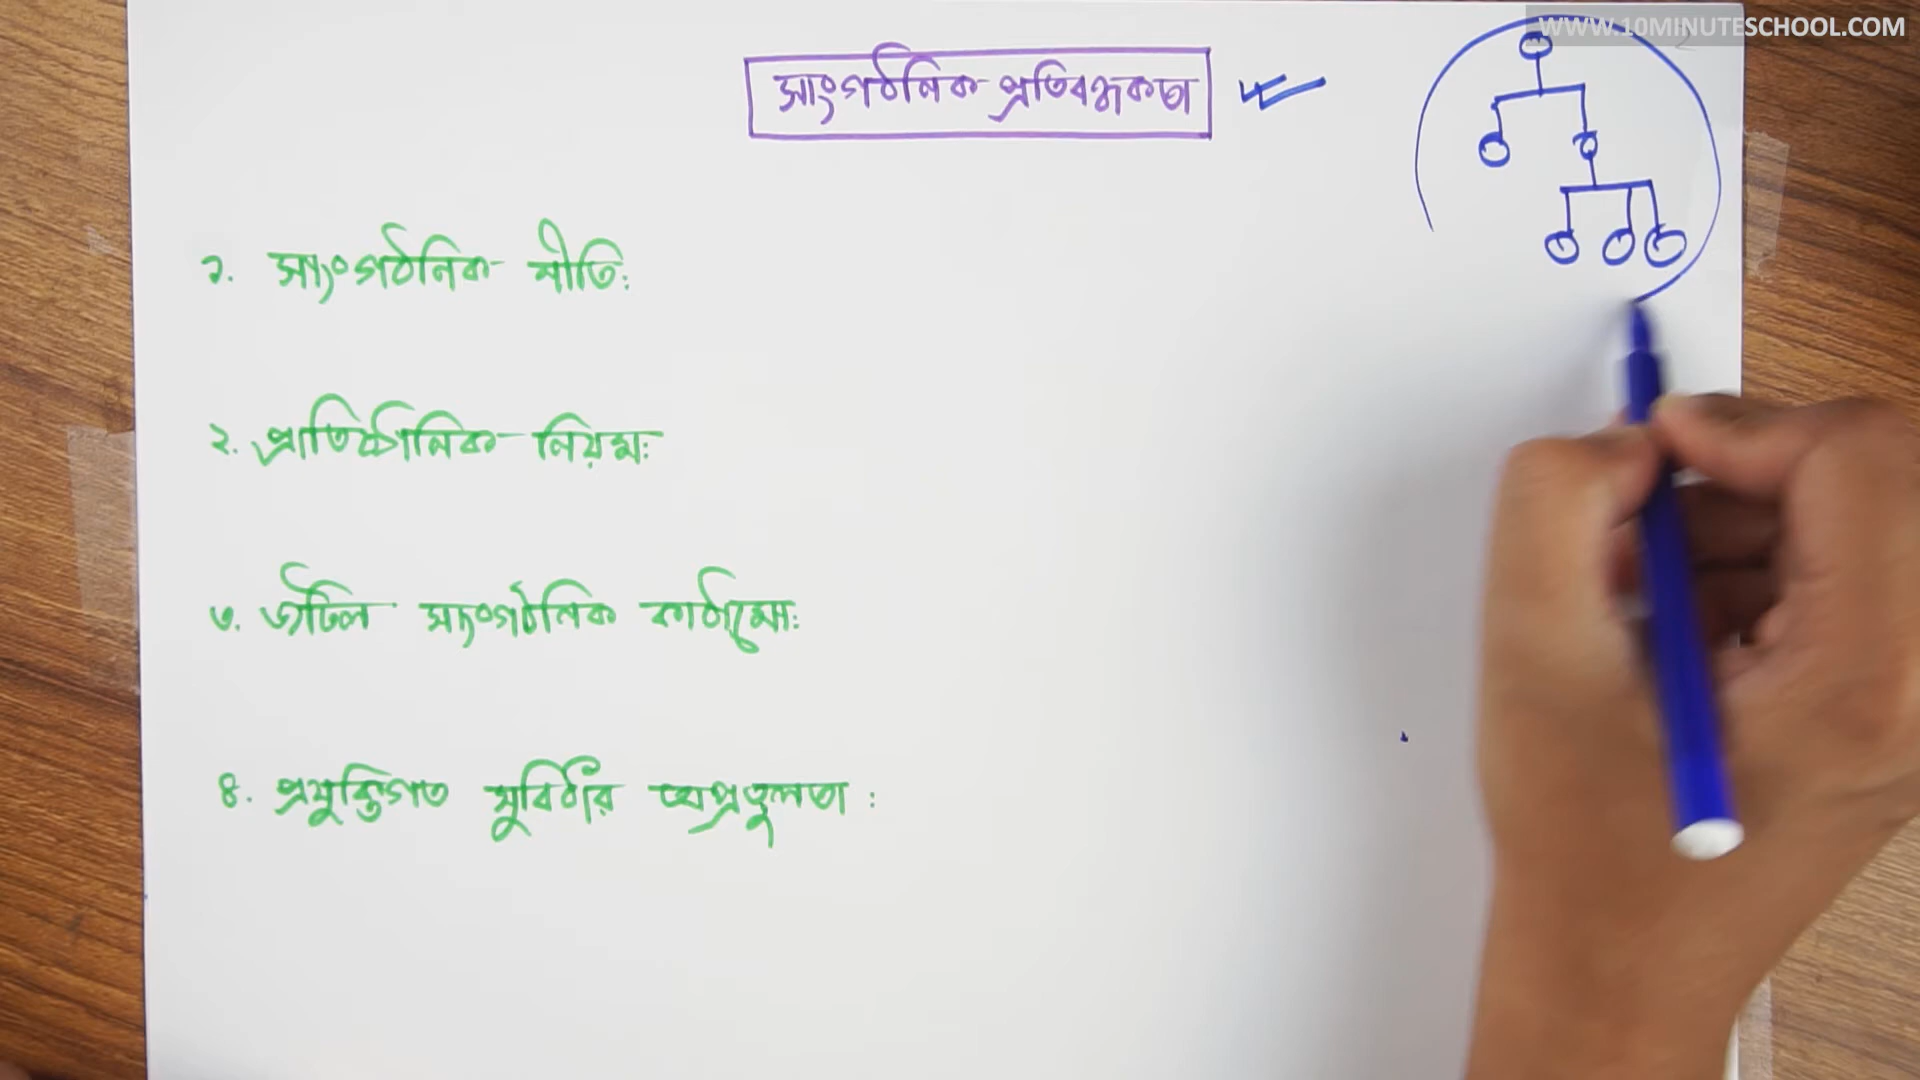 WWW.10MINUTESCHOOL.COM
সাংগঠনিক প্রতিবন্ধকতা
১. সাংগঠনিক নীতি:
২. প্রাতিষ্ঠানিক নিয়ম:
৩. জটিল সাংগঠনিক কাঠামো:
৪. প্রযুক্তিগত সুবিধার অপ্রতুলতা :